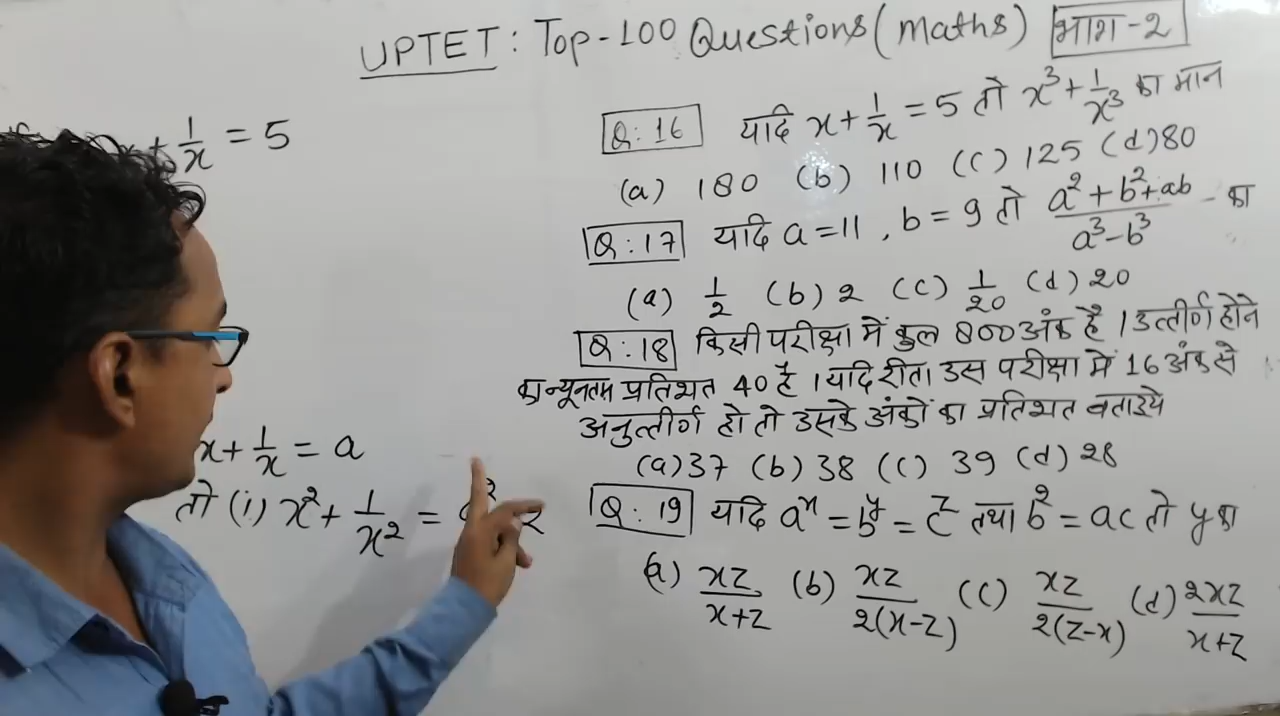 UPTET : Top-100 Questions (Maths) भाग-2
x + 1/x = 5
Q: 16 यदि x + 1/x = 5 तो x³ + 1/x³ का मान
(a) 180 (b) 110 (c) 125 (d) 80
Q: 17 यदि a = 11 , b = 9 तो (a² + b² + ab)/(a³ - b³) - का
(a) 1/2 (b) 2 (c) 1/20 (d) 20
Q: 18 किसी परीक्षा में कुल 800 अंक है । उत्तीर्ण होने
का न्यूनतम प्रतिशत 40 है । यदि रीता उस परीक्षा में 16 अंक से
अनुत्तीर्ण हो तो उसके अंकों का प्रतिशत बताइये
(a) 37 (b) 38 (c) 39 (d) 28
x + 1/x = a
तो (i) x² + 1/x² =
Q: 19 यदि aˣ = bʸ = cᶻ तथा b² = ac तो y का
(a) xz/(x+z) (b) xz/2(x-z) (c) xz/2(z-x) (d) 2xz/(x+z)